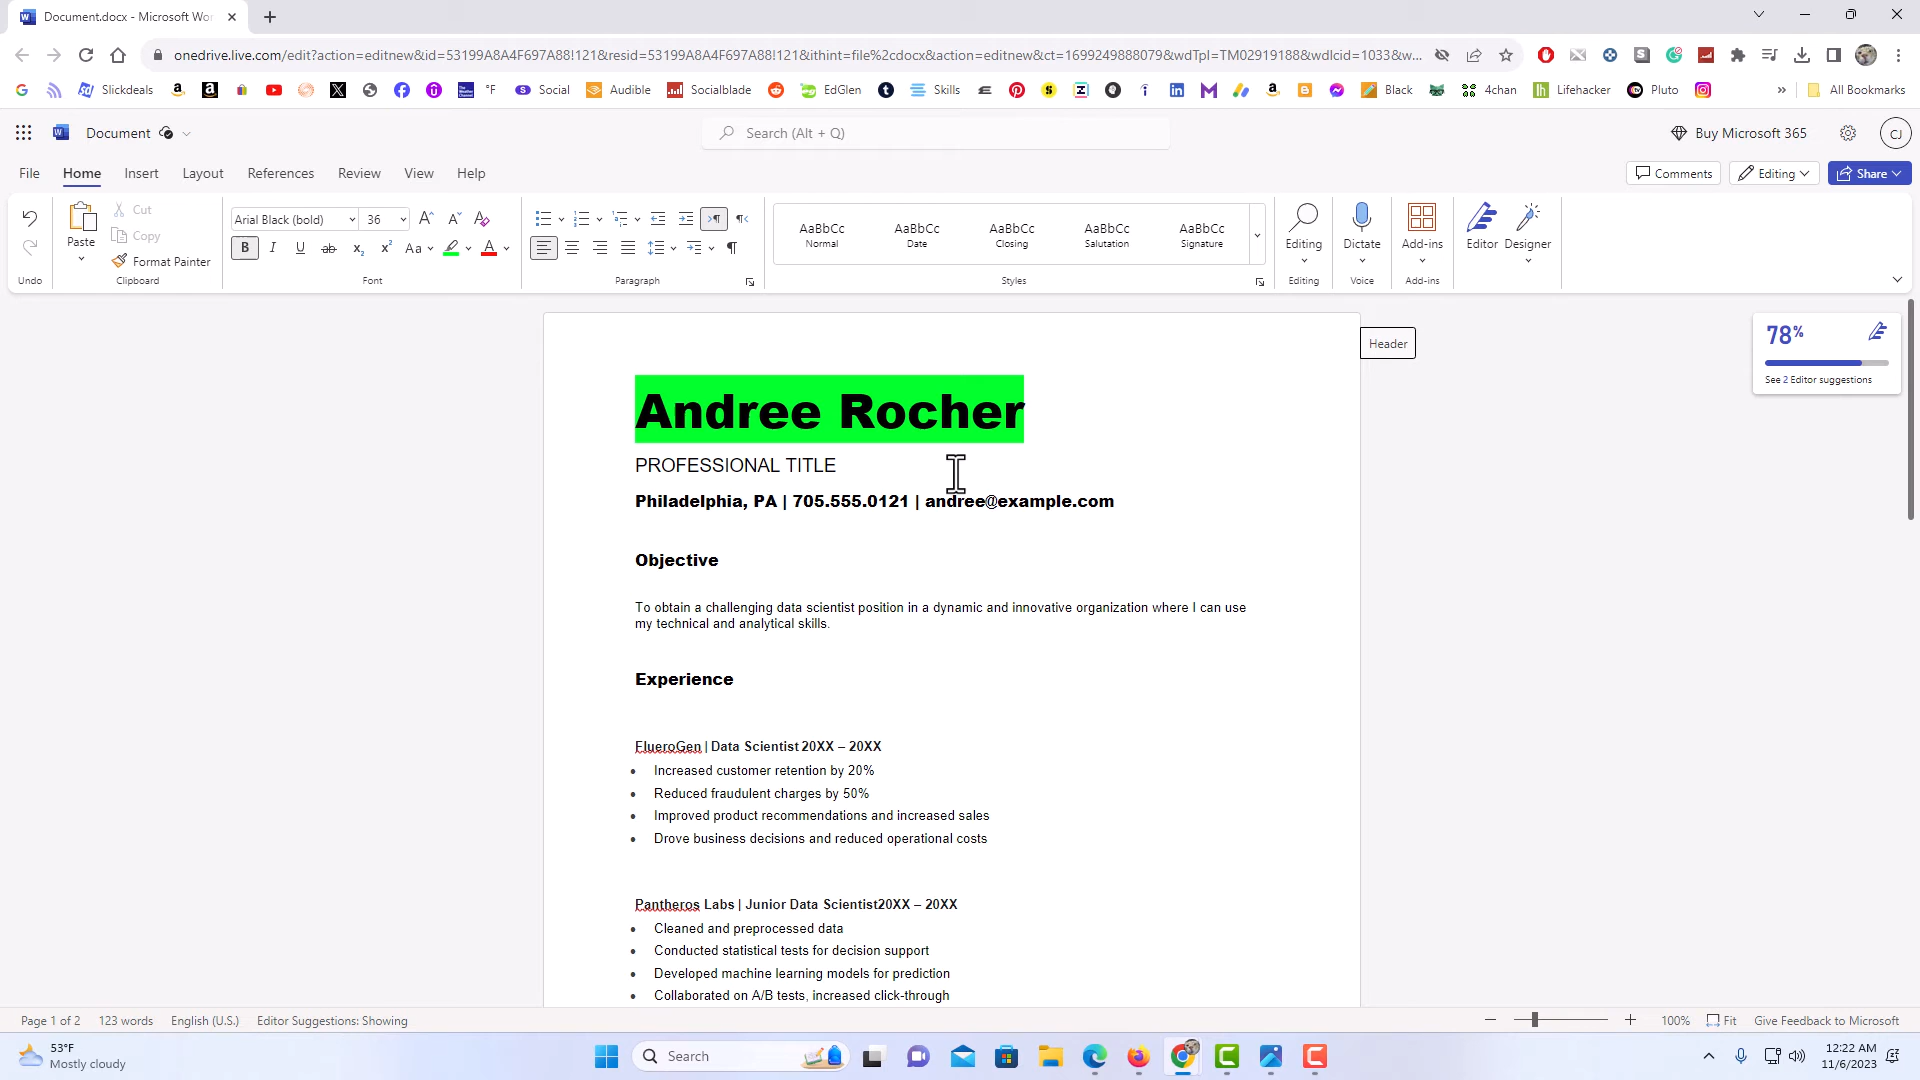 Document.docx - Microsoft Wor
onedrive.live.com/edit?action=editnew&id=53199A8A4F697A88!121&resid=53199A8A4F697A88!121&ithint=file%2cdocx&action=editnew&ct=1699249888079&wdTpl=TM02919188&wdlcid=1033&w...
Slickdeals °F Social Audible Socialblade EdGlen Skills Black 4chan Lifehacker Pluto » All Bookmarks
Document Search (Alt + Q) Buy Microsoft 365 CJ
File Home Insert Layout References Review View Help Comments Editing Share
Paste Cut Copy Format Painter
Arial Black (bold) 36
AaBbCc AaBbCc AaBbCc AaBbCc AaBbCc
Normal Date Closing Salutation Signature
Editing Dictate Add-ins Editor Designer
Undo Clipboard Font Paragraph Styles Editing Voice Add-ins
Header
78%
See 2 Editor suggestions
Andree Rocher
PROFESSIONAL TITLE
Philadelphia, PA | 705.555.0121 | andree@example.com
Objective
To obtain a challenging data scientist position in a dynamic and innovative organization where I can use
my technical and analytical skills.
Experience
FlueroGen | Data Scientist 20XX – 20XX
• Increased customer retention by 20%
• Reduced fraudulent charges by 50%
• Improved product recommendations and increased sales
• Drove business decisions and reduced operational costs
Pantheros Labs | Junior Data Scientist20XX – 20XX
• Cleaned and preprocessed data
• Conducted statistical tests for decision support
• Developed machine learning models for prediction
• Collaborated on A/B tests, increased click-through
Page 1 of 2 123 words English (U.S.) Editor Suggestions: Showing 100% Fit Give Feedback to Microsoft
53°F
Mostly cloudy
Search
12:22 AM
11/6/2023